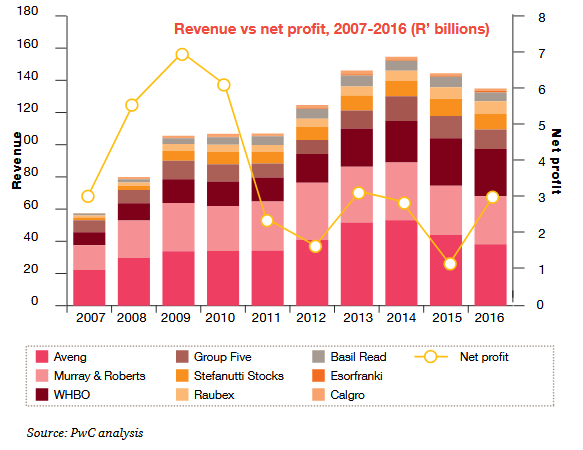 Revenue vs net profit, 2007-2016 (R' billions)
180
160
140
120
100
80
60
40
20
0
Revenue
8
7
6
5
4
3
2
1
0
Net profit
2007 2008 2009 2010 2011 2012 2013 2014 2015 2016
Aveng Group Five Basil Read Net profit
Murray & Roberts Stefanutti Stocks Esorfranki
WHBO Raubex Calgro
Source: PwC analysis